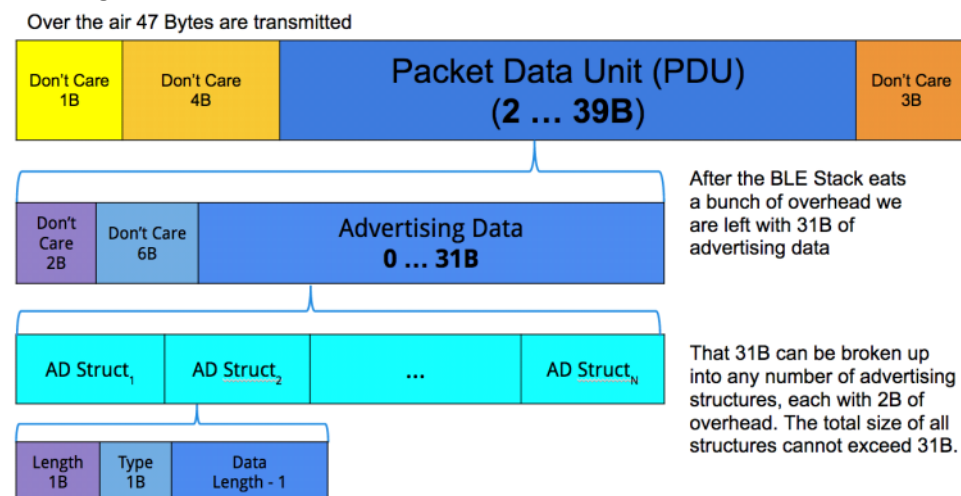 Over the air 47 Bytes are transmitted
Don't Care
1B
Don't Care
4B
Packet Data Unit (PDU)
(2 … 39B)
Don't Care
3B
After the BLE Stack eats
a bunch of overhead we
are left with 31B of
advertising data
Don't
Care
2B
Don't Care
6B
Advertising Data
0 … 31B
AD Struct₁
AD Struct₂
...
AD Structₙ
That 31B can be broken up
into any number of advertising
structures, each with 2B of
overhead. The total size of all
structures cannot exceed 31B.
Length
1B
Type
1B
Data
Length - 1